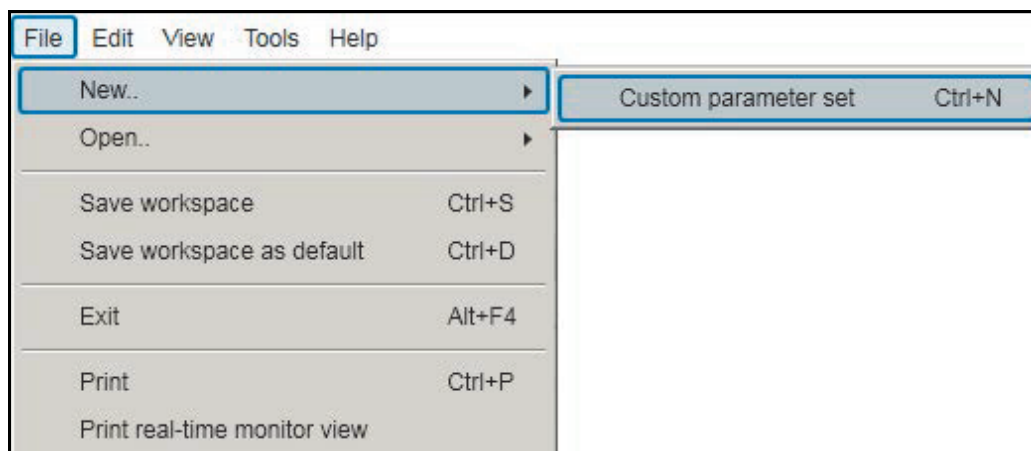 File Edit View Tools Help
New.. Custom parameter set Ctrl+N
Open..
Save workspace Ctrl+S
Save workspace as default Ctrl+D
Exit Alt+F4
Print Ctrl+P
Print real-time monitor view